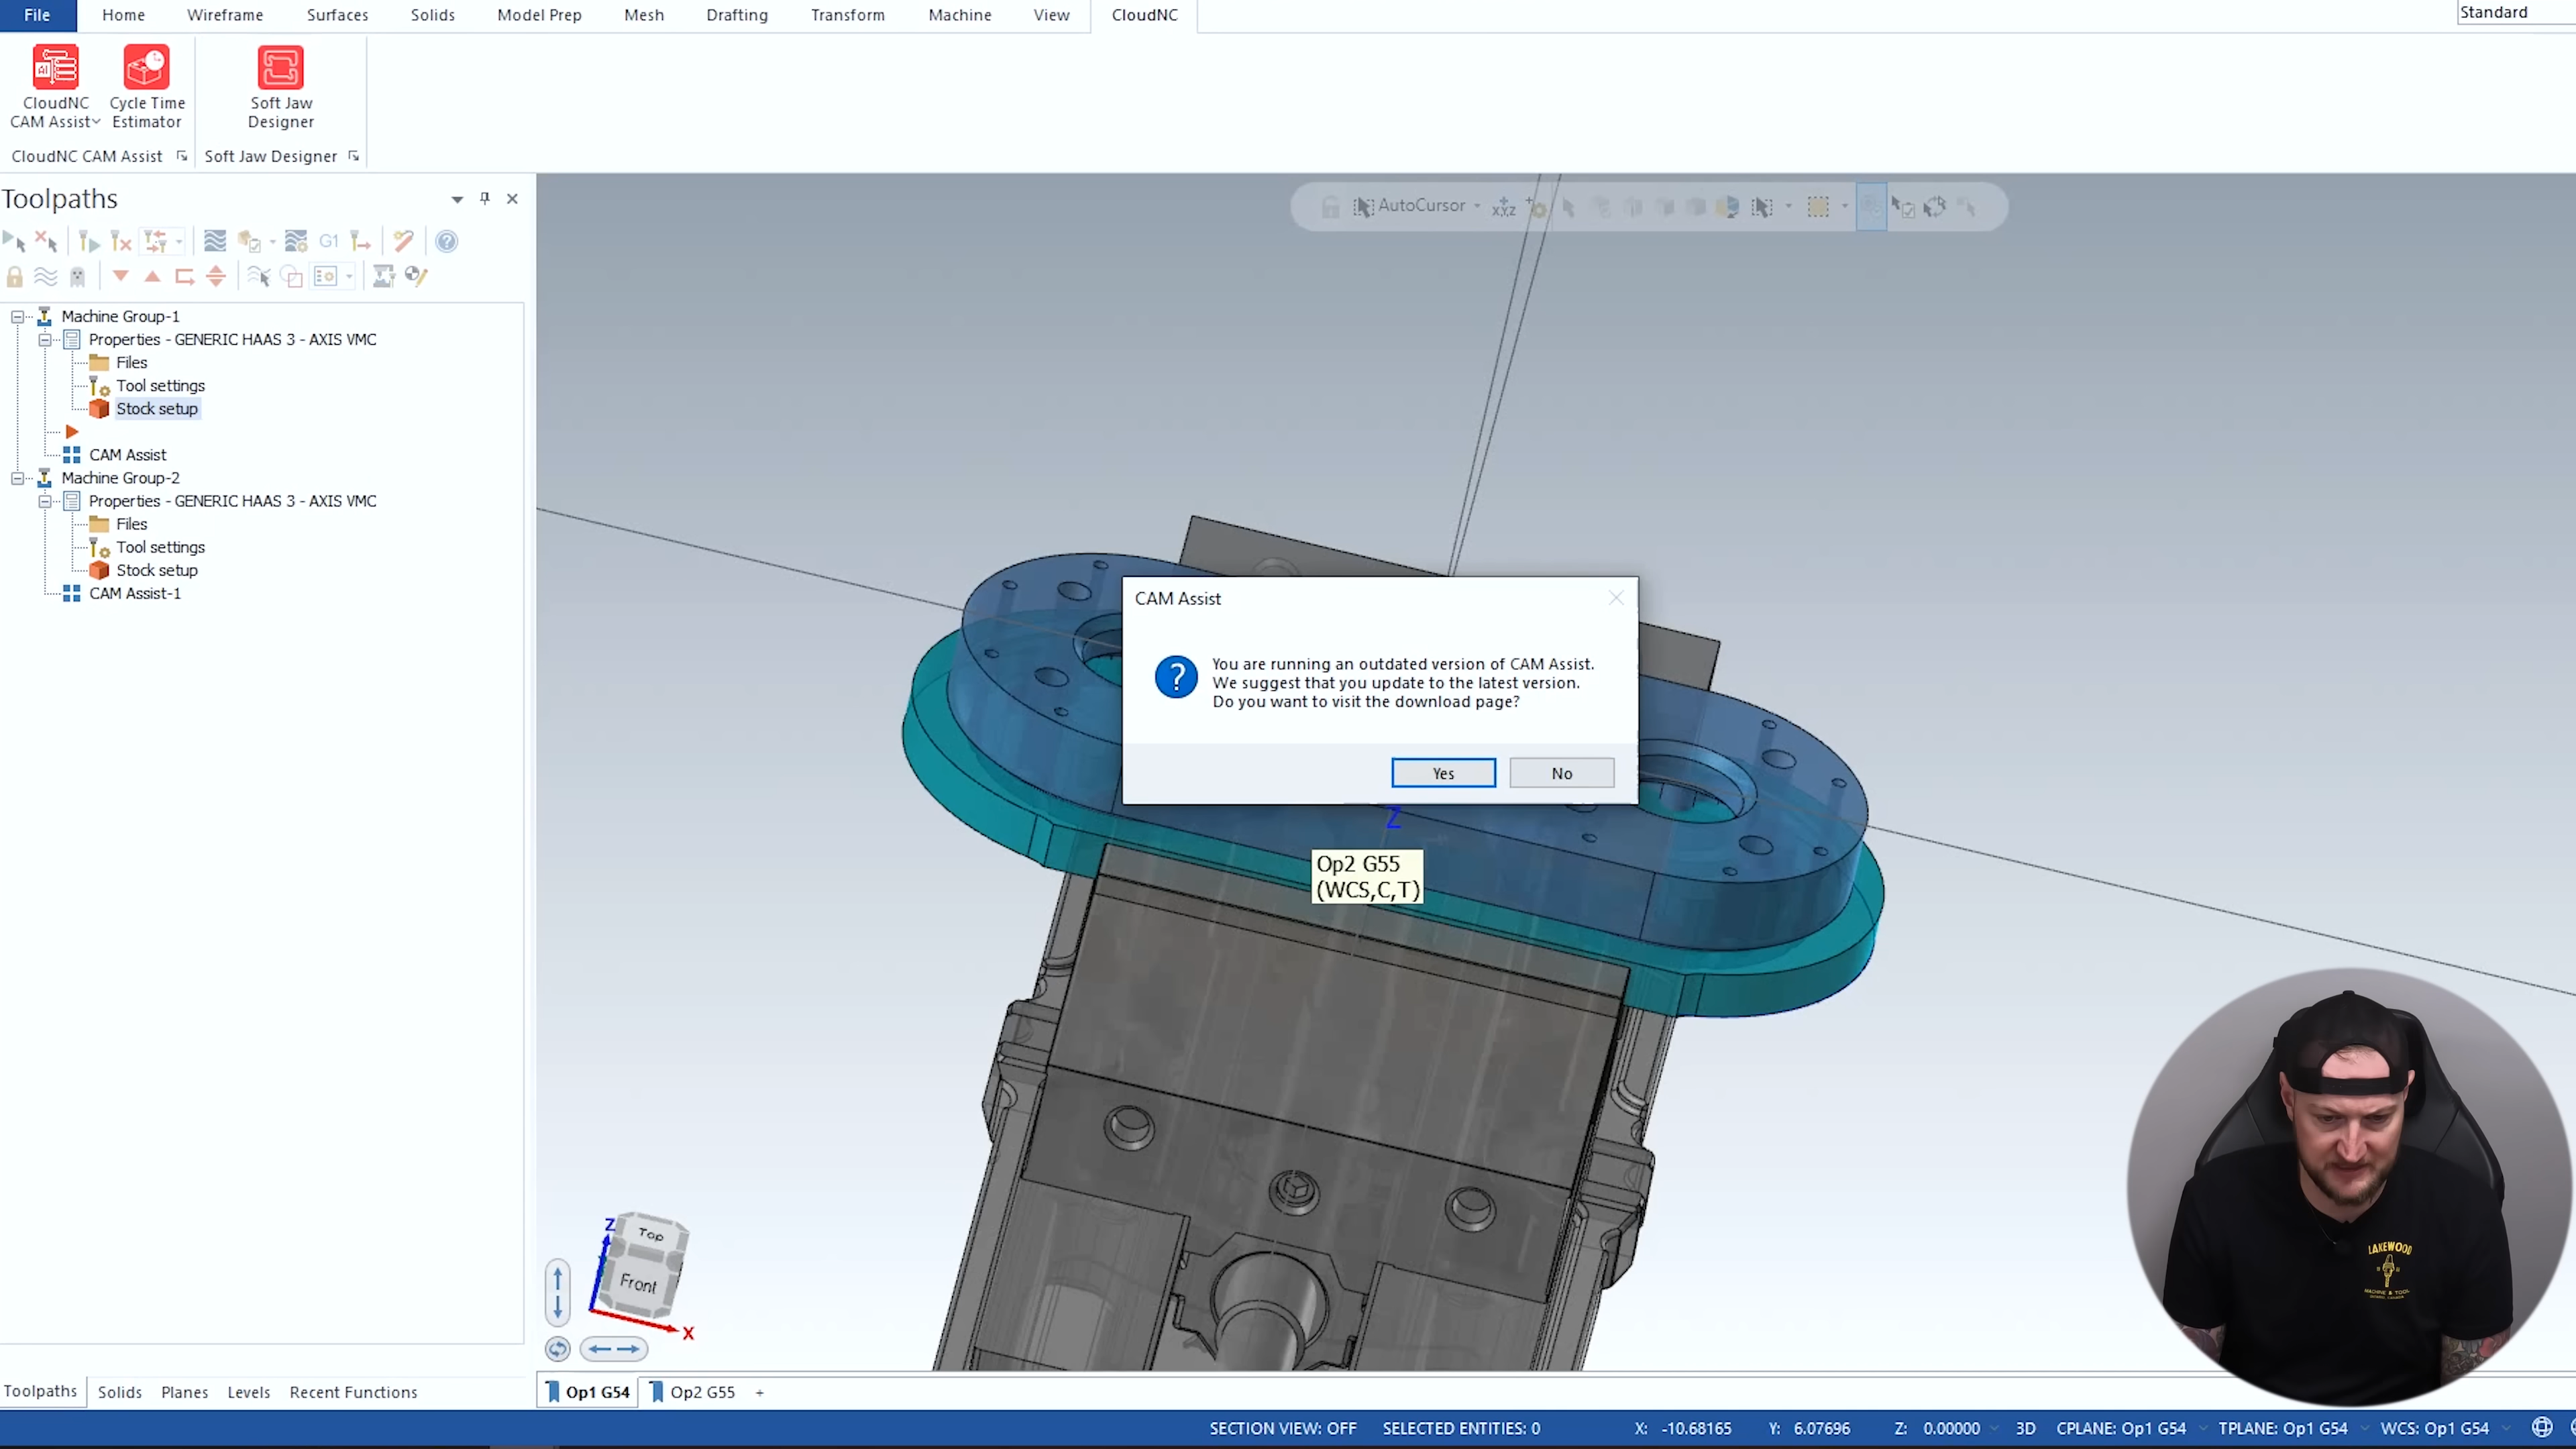 File Home Wireframe Surfaces Solids Model Prep Mesh Drafting Transform Machine View CloudNC
Standard
CloudNC
CAM Assist
Cycle Time
Estimator
Soft Jaw
Designer
CloudNC CAM Assist
Soft Jaw Designer
Toolpaths
AutoCursor
G1
Machine Group-1
Properties - GENERIC HAAS 3 - AXIS VMC
Files
Tool settings
Stock setup
CAM Assist
Machine Group-2
Properties - GENERIC HAAS 3 - AXIS VMC
Files
Tool settings
Stock setup
CAM Assist-1
CAM Assist
You are running an outdated version of CAM Assist.
We suggest that you update to the latest version.
Do you want to visit the download page?
Yes No
Z
Op2 G55
(WCS,C,T)
Z
Top
Front
X
LAKEWOOD
MACHINE & TOOL
Toolpaths Solids Planes Levels Recent Functions
Op1 G54 Op2 G55 +
SECTION VIEW: OFF SELECTED ENTITIES: 0 X: -10.68165 Y: 6.07696 Z: 0.00000 3D CPLANE: Op1 G54 TPLANE: Op1 G54 WCS: Op1 G54